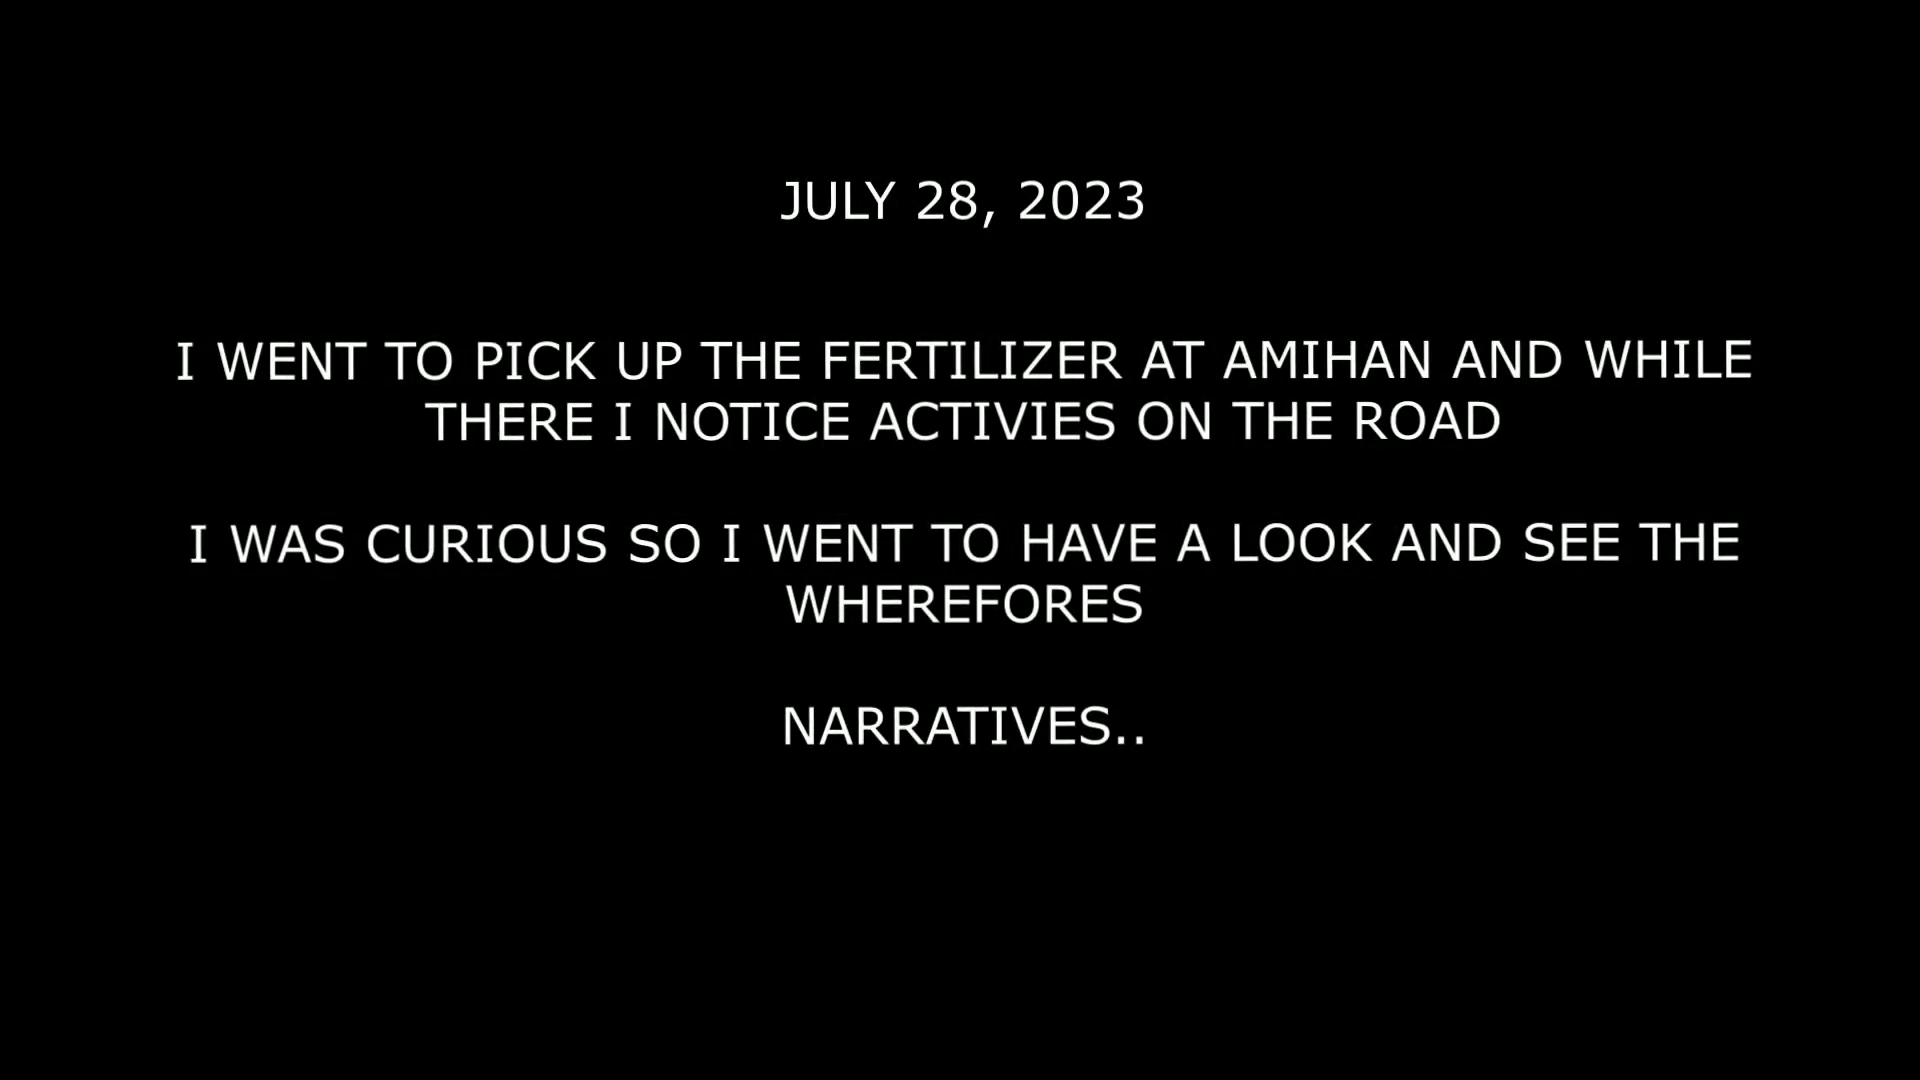 JULY 28, 2023
I WENT TO PICK UP THE FERTILIZER AT AMIHAN AND WHILE
THERE I NOTICE ACTIVIES ON THE ROAD
I WAS CURIOUS SO I WENT TO HAVE A LOOK AND SEE THE
WHEREFORES
NARRATIVES..